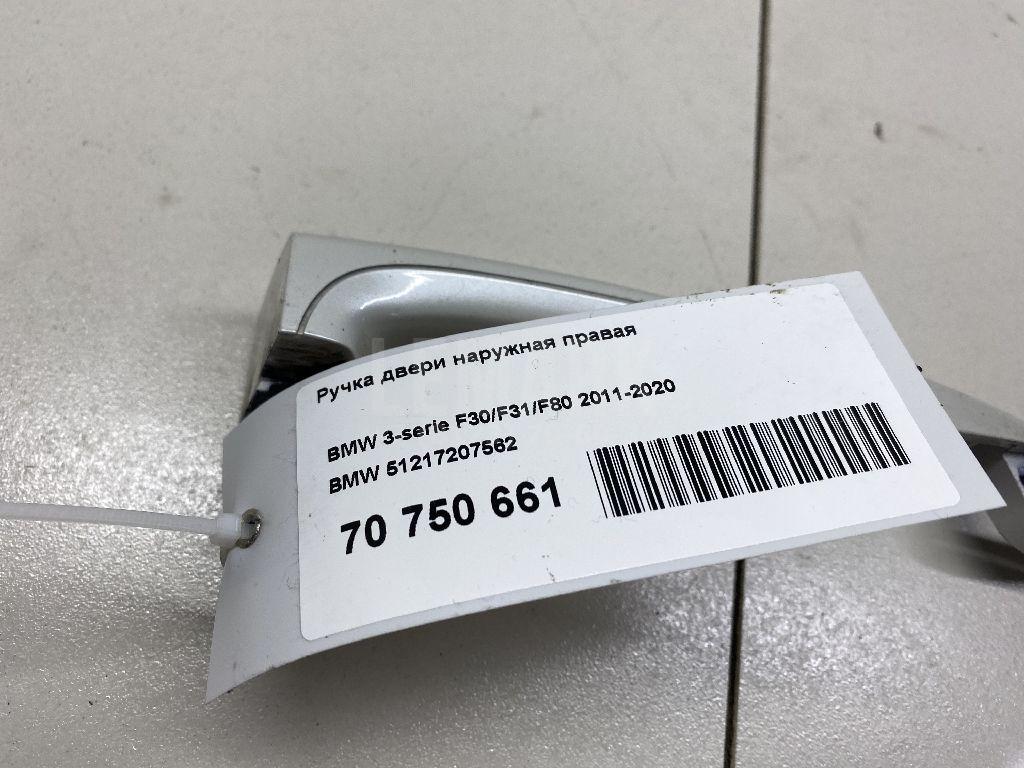 Ручка двери наружная правая
BMW 3-serie F30/F31/F80 2011-2020
BMW 51217207562
70 750 661